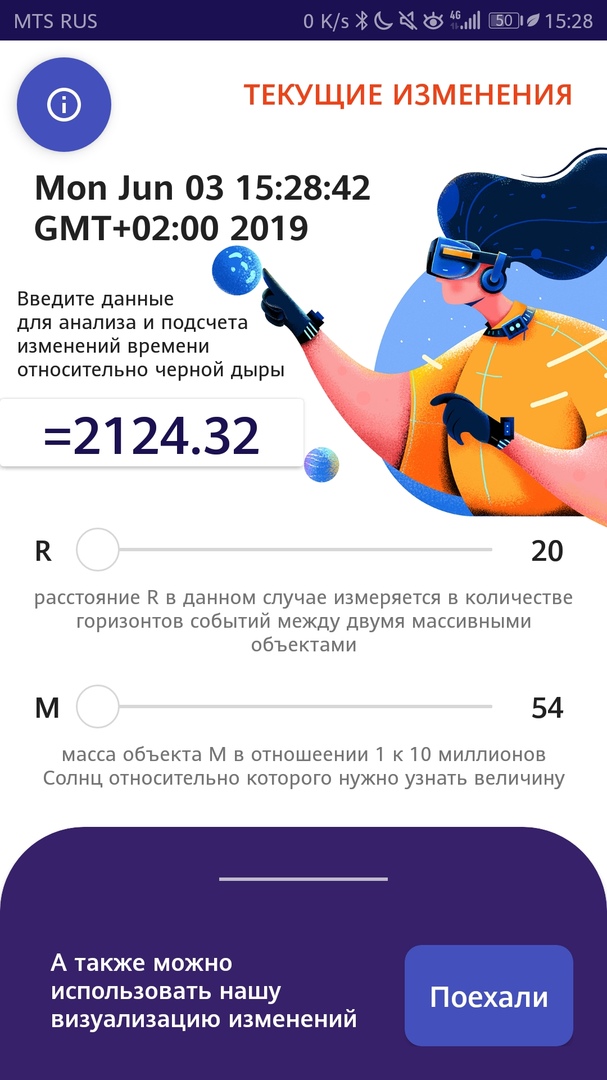 MTS RUS 0 K/s 4G 50 15:28
ТЕКУЩИЕ ИЗМЕНЕНИЯ
Mon Jun 03 15:28:42
GMT+02:00 2019
Введите данные
для анализа и подсчета
изменений времени
относительно черной дыры
=2124.32
R 20
расстояние R в данном случае измеряется в количестве
горизонтов событий между двумя массивными
объектами
M 54
масса объекта М в отношеении 1 к 10 миллионов
Солнц относительно которого нужно узнать величину
А также можно
использовать нашу
визуализацию изменений
Поехали